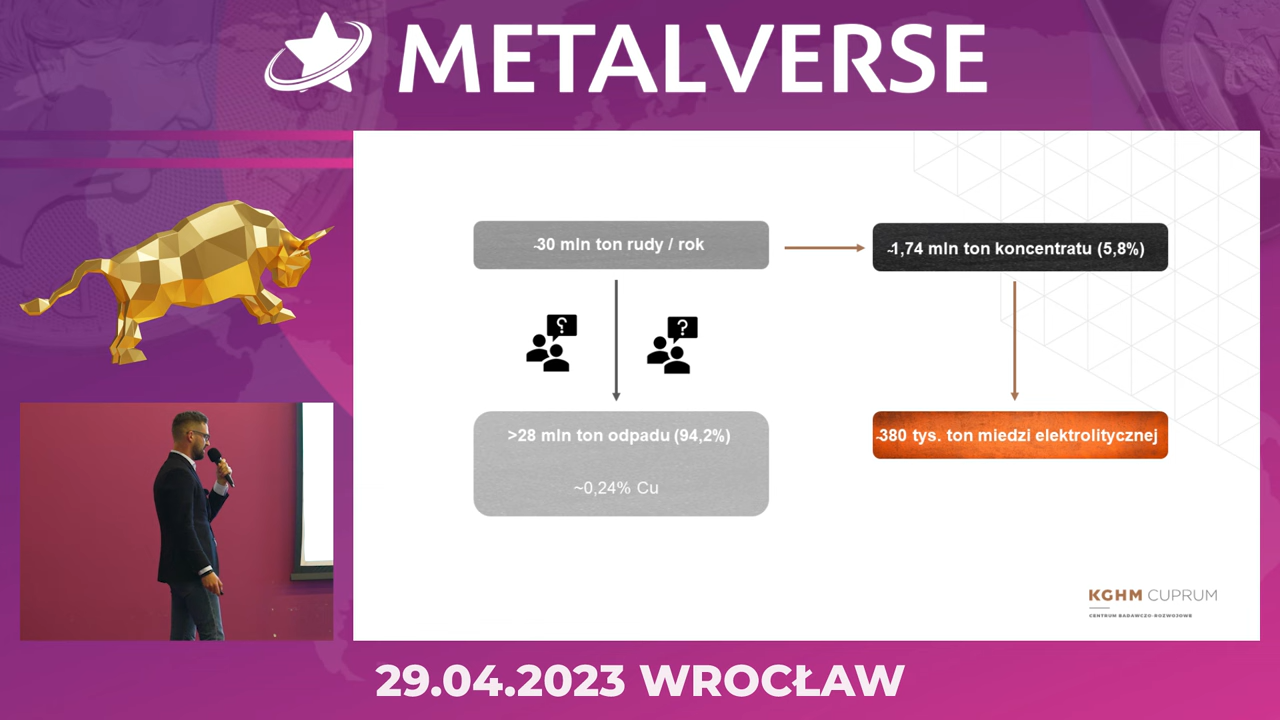 METALVERSE
~30 mln ton rudy / rok
~1,74 mln ton koncentratu (5,8%)
?
?
>28 mln ton odpadu (94,2%)
~0,24% Cu
~380 tys. ton miedzi elektrolitycznej
KGHM CUPRUM
CENTRUM BADAWCZO-ROZWOJOWE
29.04.2023 WROCŁAW